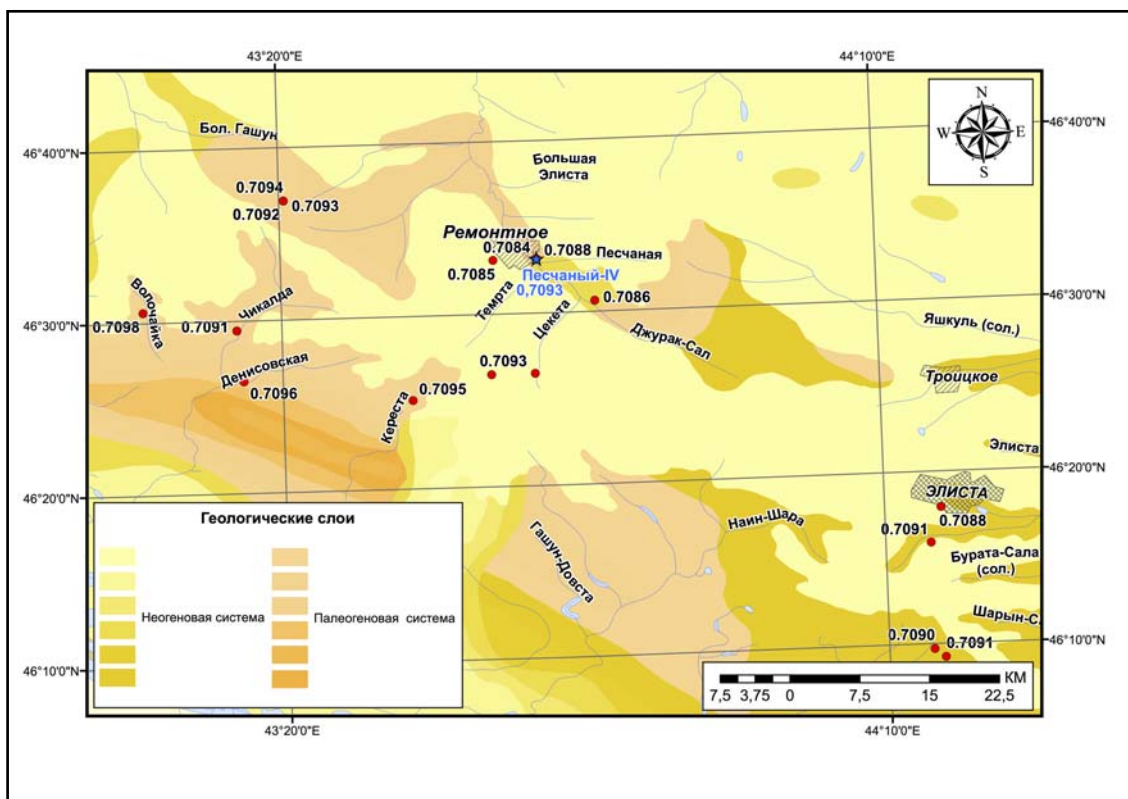 43°20'0"E
44°10'0"E
46°40'0"N
46°40'0"N
46°30'0"N
46°30'0"N
46°20'0"N
46°20'0"N
46°10'0"N
46°10'0"N
43°20'0"E
44°10'0"E
N
W
E
S
Бол. Гашун
Большая
Элиста
0.7094
0.7092
0.7093
Ремонтное
0.7084
0.7088
Песчаная
0.7085
Песчаный-IV
0,7093
0.7086
Темрта
Цекета
Джурак-Сал
Волочайка
0.7098
Чикалда
0.7091
Денисовская
0.7096
0.7093
0.7095
Кереста
Яшкуль (сол.)
Троицкое
Элиста
ЭЛИСТА
0.7088
0.7091
Наин-Шара
Бурата-Сала
(сол.)
Гашун-Довста
Шарын-С
0.7090
0.7091
Геологические слои
Неогеновая система
Палеогеновая система
КМ
7,5 3,75 0 7,5 15 22,5